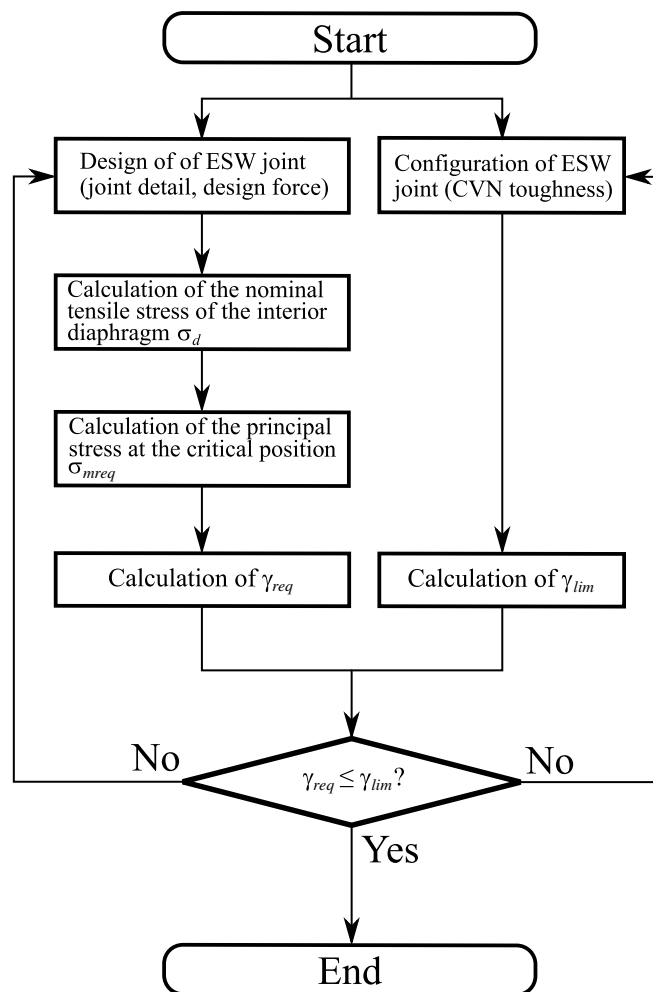 Start
Design of of ESW joint
(joint detail, design force)
Configuration of ESW
joint (CVN toughness)
Calculation of the nominal
tensile stress of the interior
diaphragm σd
Calculation of the principal
stress at the critical position
σmreq
Calculation of γreq
Calculation of γlim
No
γreq ≤ γlim?
No
Yes
End